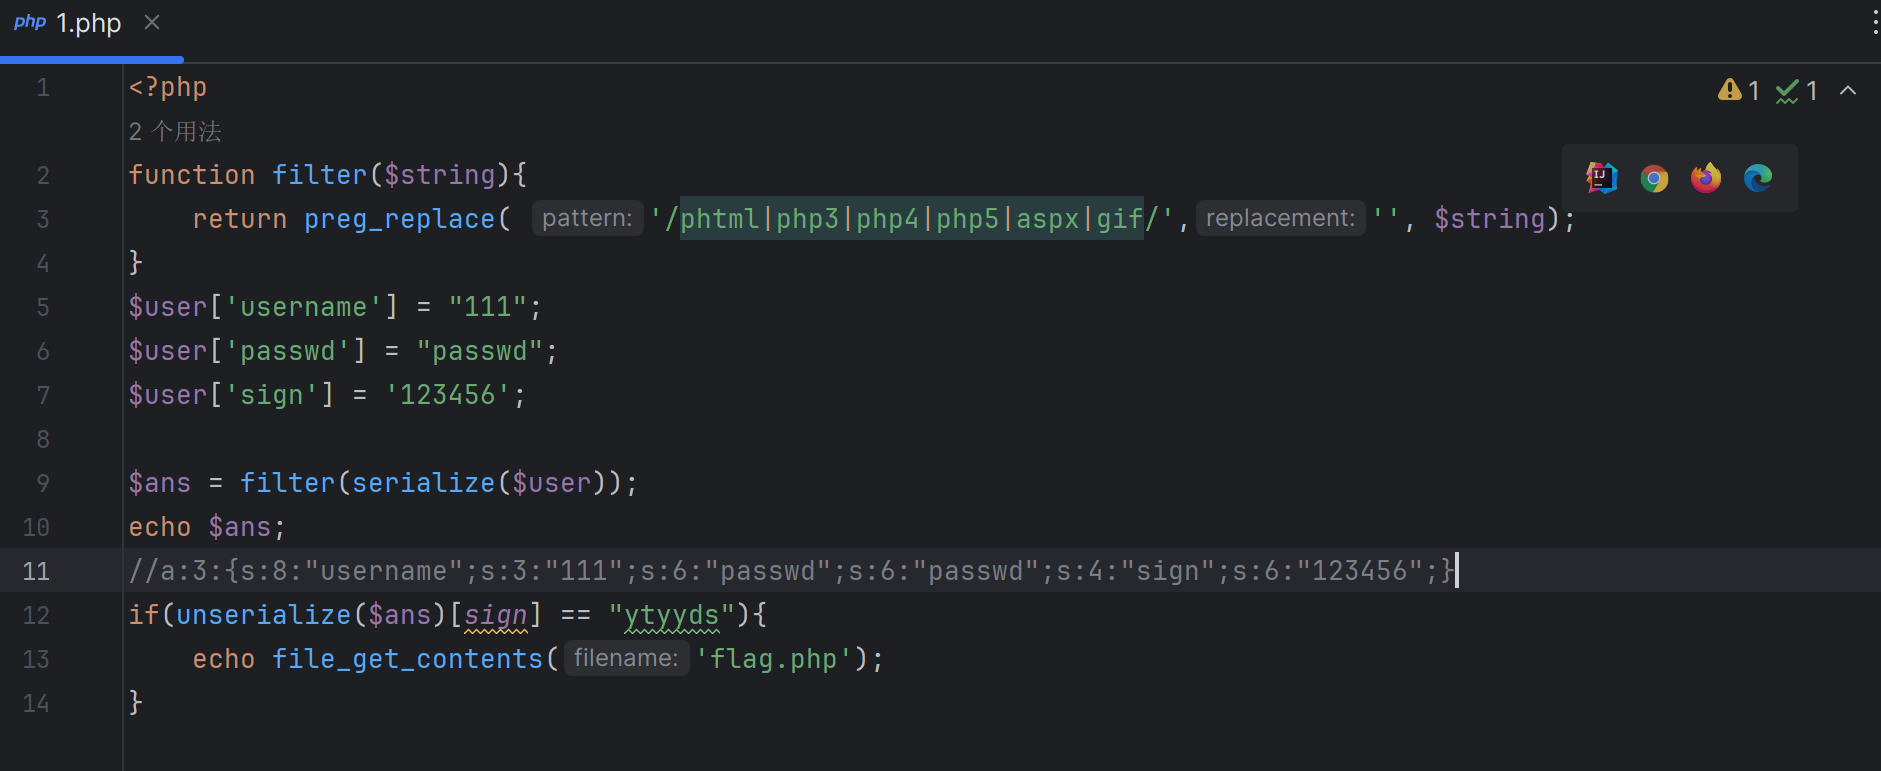 php 1.php
1 <?php 1 1
2 个用法
2 function filter($string){
IJ
3     return preg_replace( pattern: '/phtml|php3|php4|php5|aspx|gif/', replacement: '', $string);
4 }
5 $user['username'] = "111";
6 $user['passwd'] = "passwd";
7 $user['sign'] = '123456';
8
9 $ans = filter(serialize($user));
10 echo $ans;
11 //a:3:{s:8:"username";s:3:"111";s:6:"passwd";s:6:"passwd";s:4:"sign";s:6:"123456";}
12 if(unserialize($ans)[sign] == "ytyyds"){
13     echo file_get_contents( filename: 'flag.php');
14 }